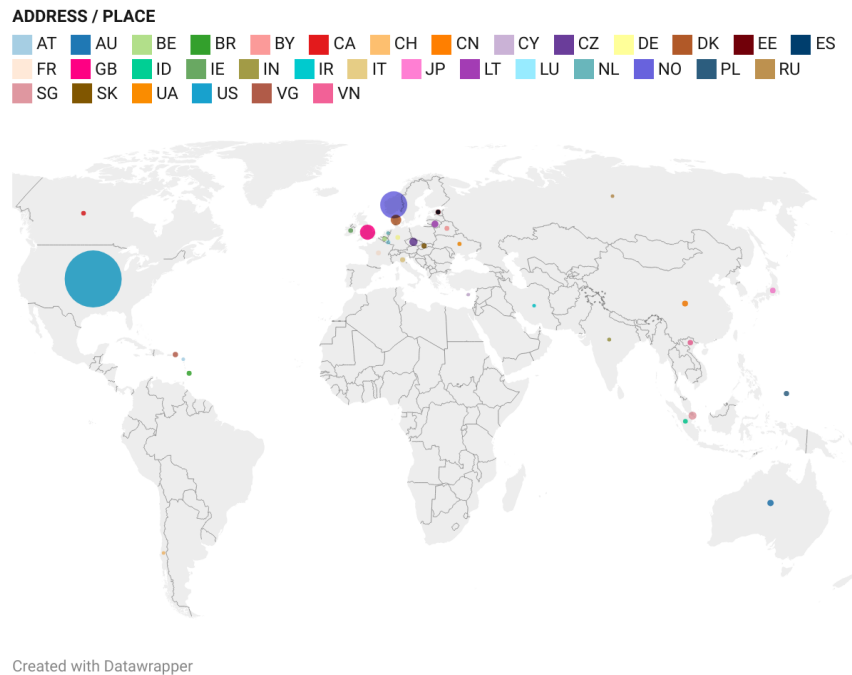 ADDRESS / PLACE
AT AU BE BR BY CA CH CN CY CZ DE DK EE ES
FR GB ID IE IN IR IT JP LT LU NL NO PL RU
SG SK UA US VG VN
Created with Datawrapper